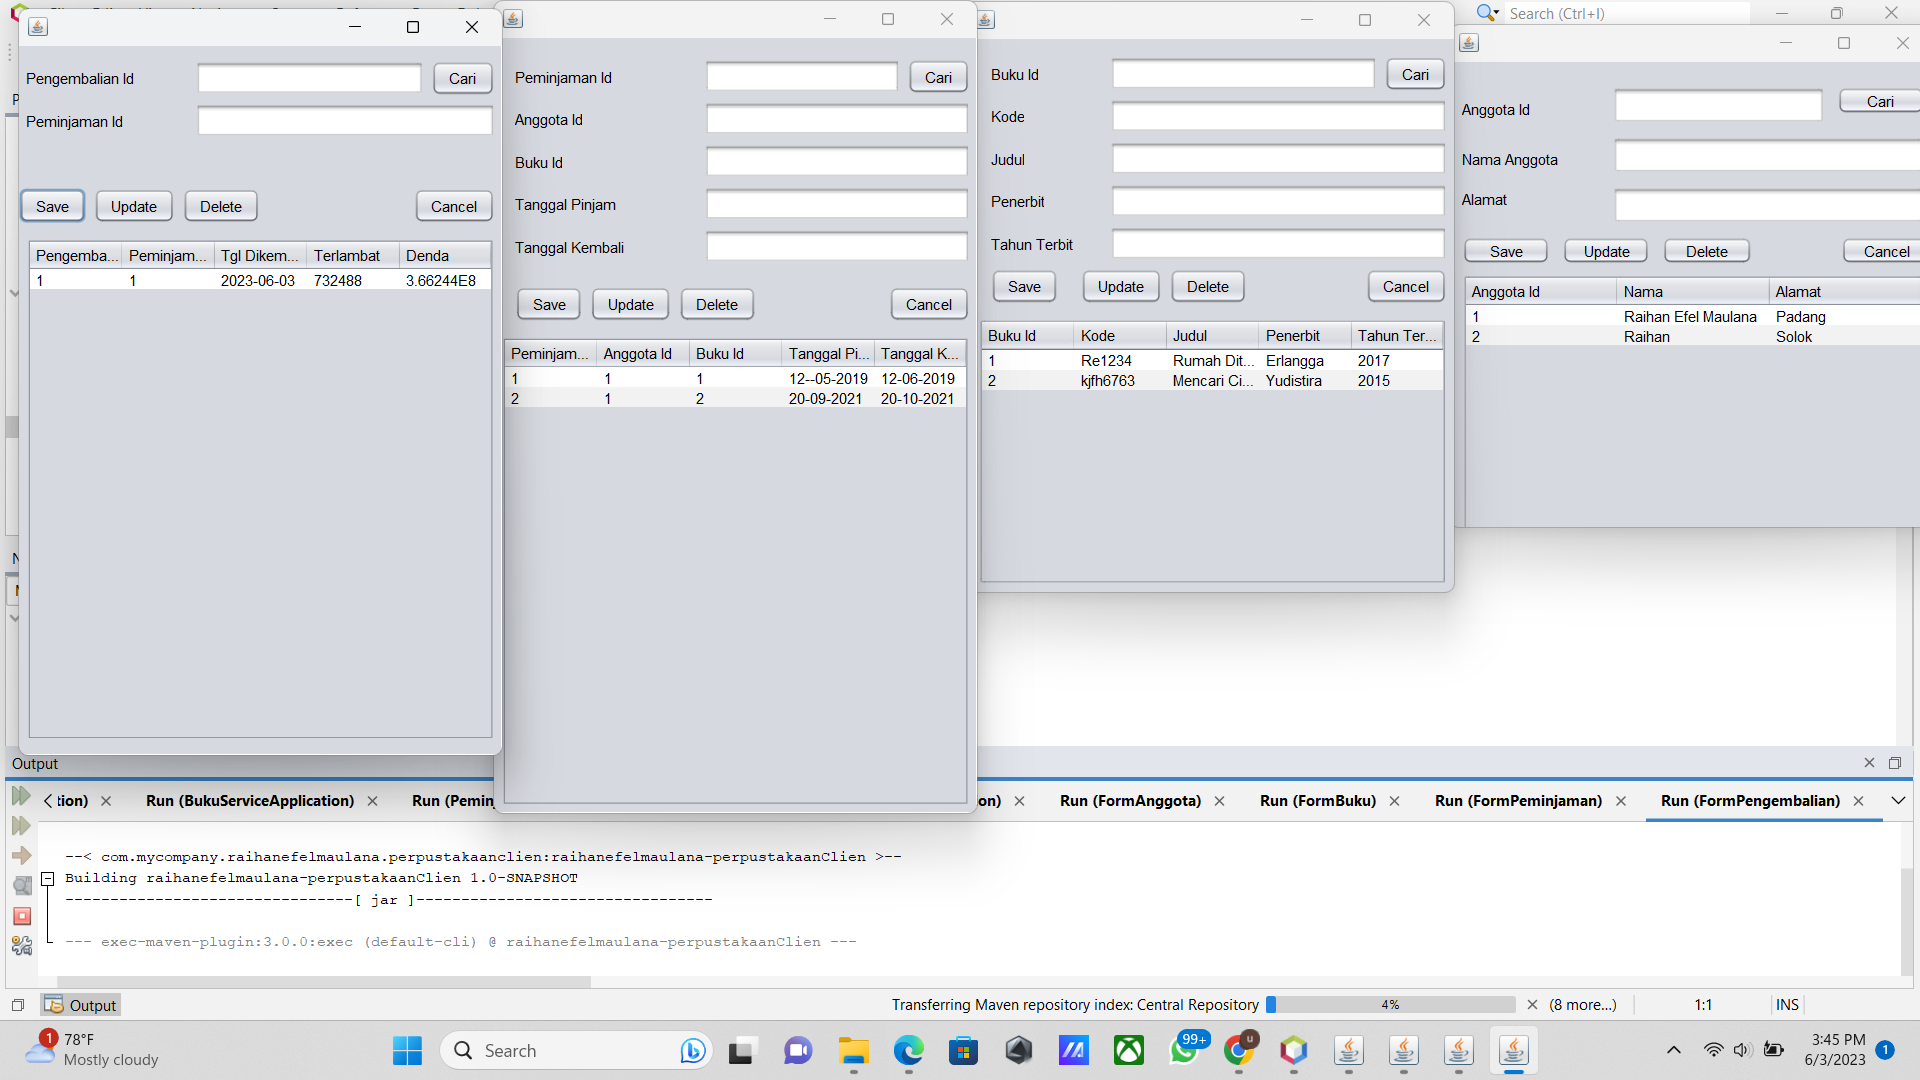 Pengembalian Id
Cari
Peminjaman Id
Save
Update
Delete
Cancel
Pengemba... Peminjam... Tgl Dikem... Terlambat Denda
1 1 2023-06-03 732488 3.66244E8
Peminjaman Id
Cari
Anggota Id
Buku Id
Tanggal Pinjam
Tanggal Kembali
Save
Update
Delete
Cancel
Peminjam... Anggota Id Buku Id Tanggal Pi... Tanggal K...
1 1 1 12--05-2019 12-06-2019
2 1 2 20-09-2021 20-10-2021
Buku Id
Cari
Kode
Judul
Penerbit
Tahun Terbit
Save
Update
Delete
Cancel
Buku Id Kode Judul Penerbit Tahun Ter...
1 Re1234 Rumah Dit... Erlangga 2017
2 kjfh6763 Mencari Ci... Yudistira 2015
Search (Ctrl+I)
Anggota Id
Cari
Nama Anggota
Alamat
Save
Update
Delete
Cancel
Anggota Id Nama Alamat
1 Raihan Efel Maulana Padang
2 Raihan Solok
Output
tion) Run (BukuServiceApplication) Run (Pemin on) Run (FormAnggota) Run (FormBuku) Run (FormPeminjaman) Run (FormPengembalian)
--< com.mycompany.raihanefelmaulana.perpustakaanclien:raihanefelmaulana-perpustakaanClien >--
Building raihanefelmaulana-perpustakaanClien 1.0-SNAPSHOT
--------------------------------[ jar ]---------------------------------
--- exec-maven-plugin:3.0.0:exec (default-cli) @ raihanefelmaulana-perpustakaanClien ---
Output
Transferring Maven repository index: Central Repository 4% (8 more...) 1:1 INS
1
78°F
Mostly cloudy
Search
99+
u
3:45 PM
6/3/2023
1